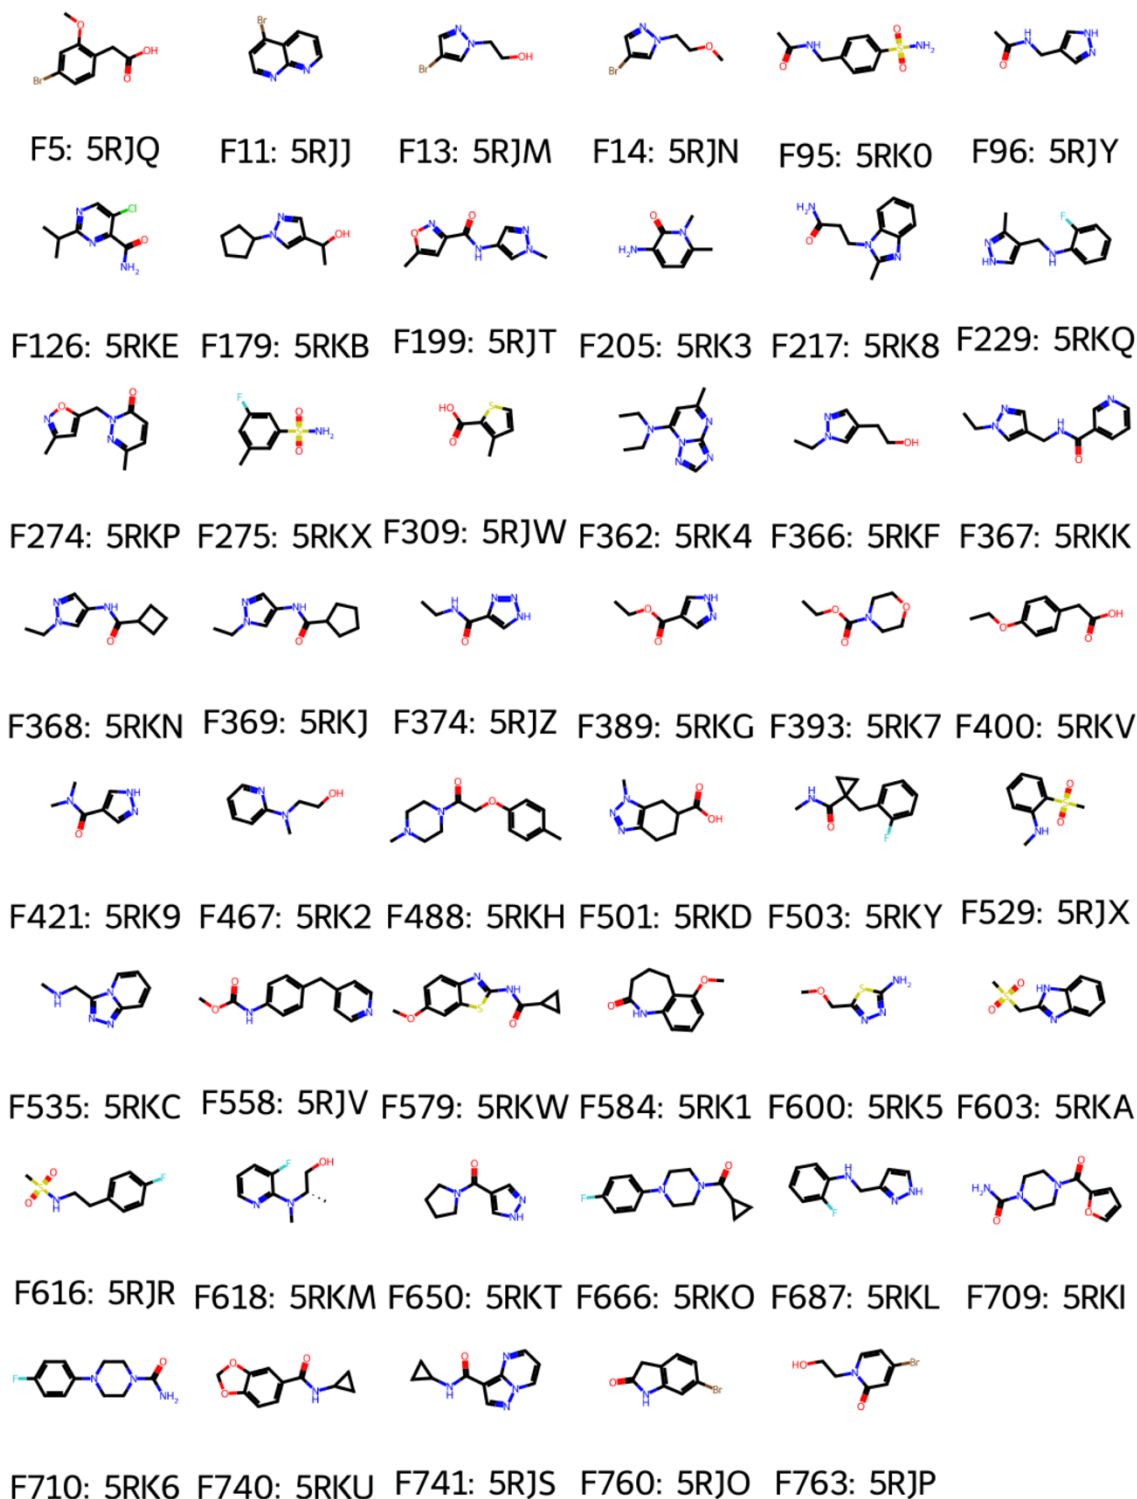 F5: 5RJQ F11: 5RJJ F13: 5RJM F14: 5RJN F95: 5RK0 F96: 5RJY
F126: 5RKE F179: 5RKB F199: 5RJT F205: 5RK3 F217: 5RK8 F229: 5RKQ
F274: 5RKP F275: 5RKX F309: 5RJW F362: 5RK4 F366: 5RKF F367: 5RKK
F368: 5RKN F369: 5RKJ F374: 5RJZ F389: 5RKG F393: 5RK7 F400: 5RKV
F421: 5RK9 F467: 5RK2 F488: 5RKH F501: 5RKD F503: 5RKY F529: 5RJX
F535: 5RKC F558: 5RJV F579: 5RKW F584: 5RK1 F600: 5RK5 F603: 5RKA
F616: 5RJR F618: 5RKM F650: 5RKT F666: 5RKO F687: 5RKL F709: 5RKI
F710: 5RK6 F740: 5RKU F741: 5RJS F760: 5RJO F763: 5RJP